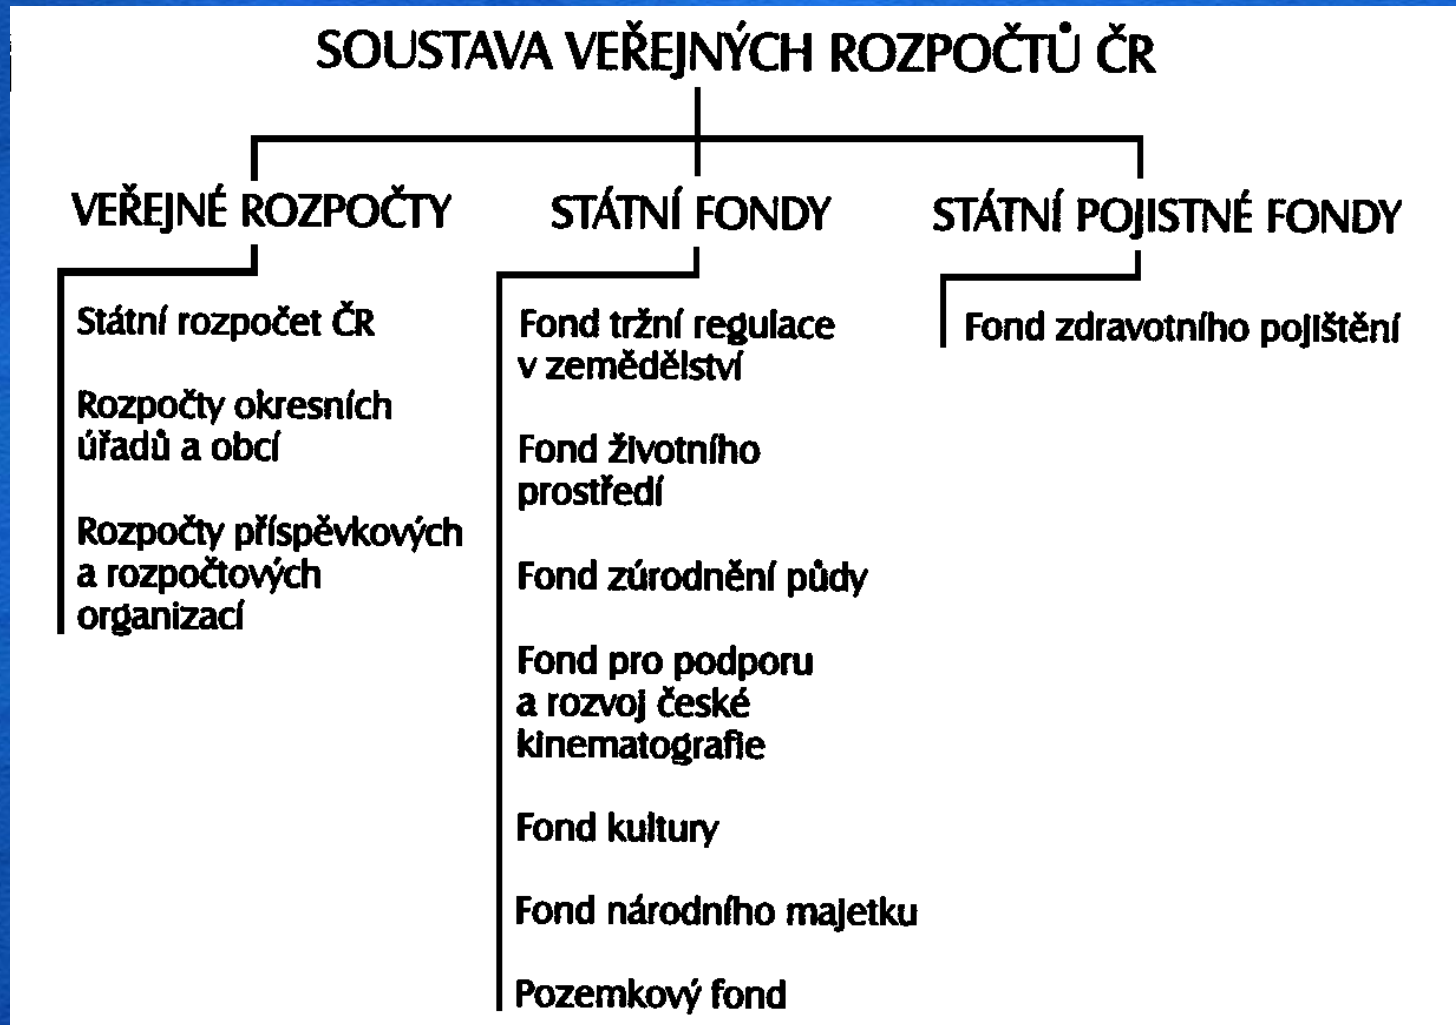 SOUSTAVA VEŘEJNÝCH ROZPOČTŮ ČR
VEŘEJNÉ ROZPOČTY
Státní rozpočet ČR
Rozpočty okresních
úřadů a obcí
Rozpočty příspěvkových
a rozpočtových
organizací
STÁTNÍ FONDY
Fond tržní regulace
v zemědělství
Fond životního
prostředí
Fond zúrodnění půdy
Fond pro podporu
a rozvoj české
kinematografie
Fond kultury
Fond národního majetku
Pozemkový fond
STÁTNÍ POJISTNÉ FONDY
Fond zdravotního pojištění